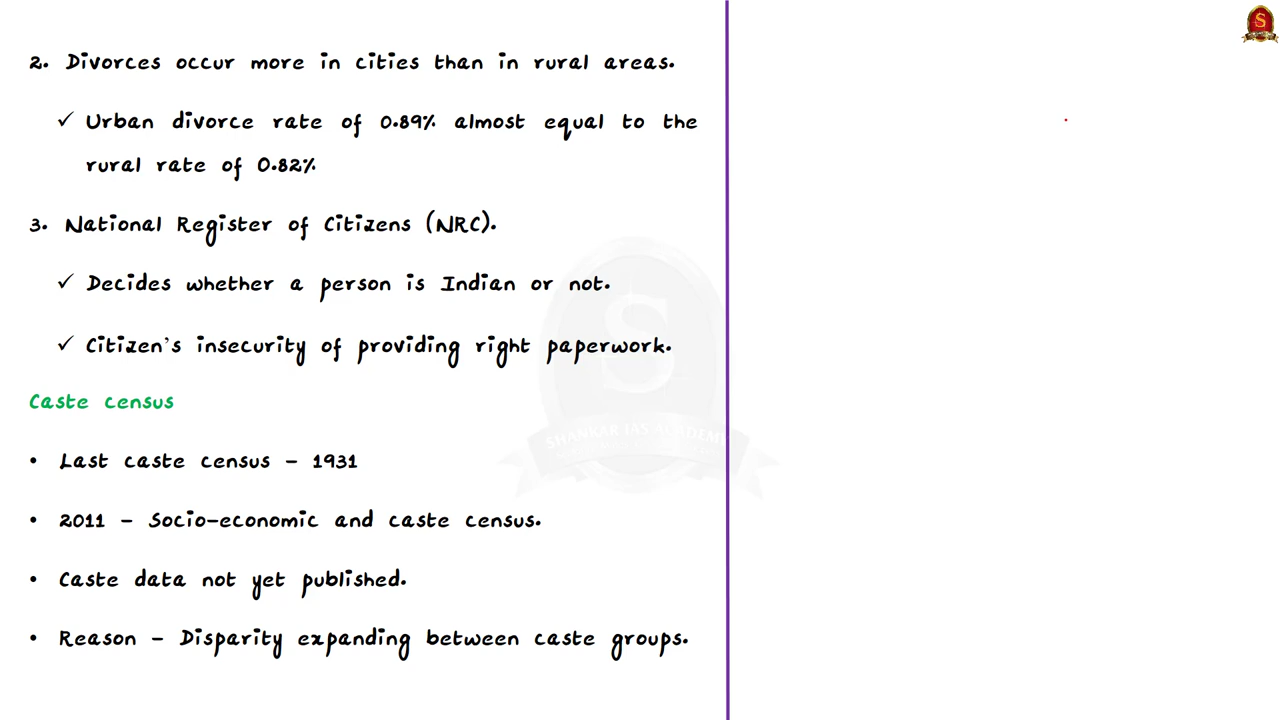 2. Divorces occur more in cities than in rural areas.
✓ Urban divorce rate of 0.89% almost equal to the
rural rate of 0.82%
3. National Register of Citizens (NRC).
✓ Decides whether a person is Indian or not.
✓ Citizen's insecurity of providing right paperwork.
Caste census
• Last caste census – 1931
• 2011 – Socio-economic and caste census.
• Caste data not yet published.
• Reason – Disparity expanding between caste groups.
S
SHANKAR IAS ACADEMY
S